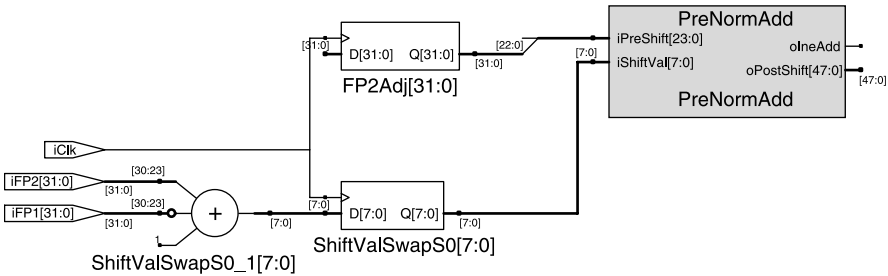 PreNormAdd
[31:0] [22:0] iPreShift[23:0]
D[31:0] Q[31:0] [31:0] [7:0] oIneAdd
iShiftVal[7:0]
oPostShift[47:0] [47:0]
FP2Adj[31:0]
PreNormAdd
iClk
iFP2[31:0] [30:23]
[31:0]
iFP1[31:0] [30:23] + [7:0]
[31:0] [7:0] D[7:0] Q[7:0] [7:0]
1
ShiftValSwapS0[7:0]
ShiftValSwapS0_1[7:0]